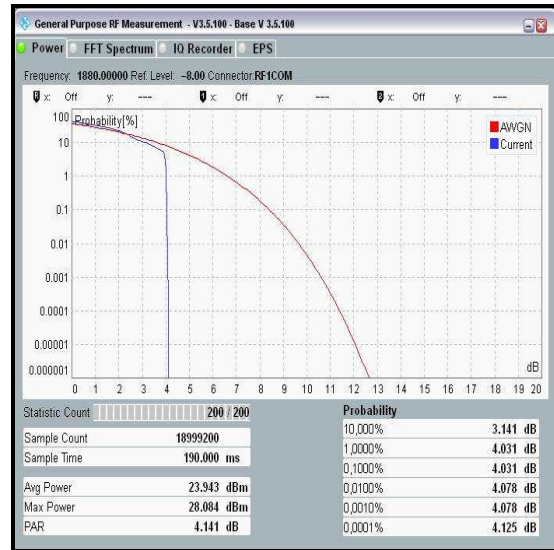 General Purpose RF Measurement - V3.5.100 - Base V 3.5.100
Power FFT Spectrum IQ Recorder EPS
Frequency: 1880.00000 Ref. Level: -8.00 Connector:RF1COM
x: Off y: --- x: Off y: --- x: Off y: ---
Probability[%]
AWGN
Current
100
10
1
0.1
0.01
0.001
0.0001
0.00001
0.000001
dB
0 1 2 3 4 5 6 7 8 9 10 11 12 13 14 15 16 17 18 19 20
Statistic Count 200 / 200
Sample Count 18999200
Sample Time 190.000 ms
Avg Power 23.943 dBm
Max Power 28.084 dBm
PAR 4.141 dB
Probability
10,000% 3.141 dB
1,0000% 4.031 dB
0,1000% 4.031 dB
0,0100% 4.078 dB
0,0010% 4.078 dB
0,0001% 4.125 dB